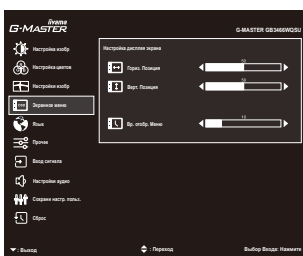 iiyama
G-MASTER
G-MASTER GB3466WQSU
Настройка изобр
Настройка цветов
Настройка изобр
Экранное меню
Язык
Прочее
Вход сигнала
Настройки аудио
Сохрани настр. польз.
Сброс
Настройка дисплея экрана
50
Гориз. Позиция
50
Верт. Позиция
10
Вр. отобр. Меню
: Выход
: Переход
Выбор Входа: Нажмите